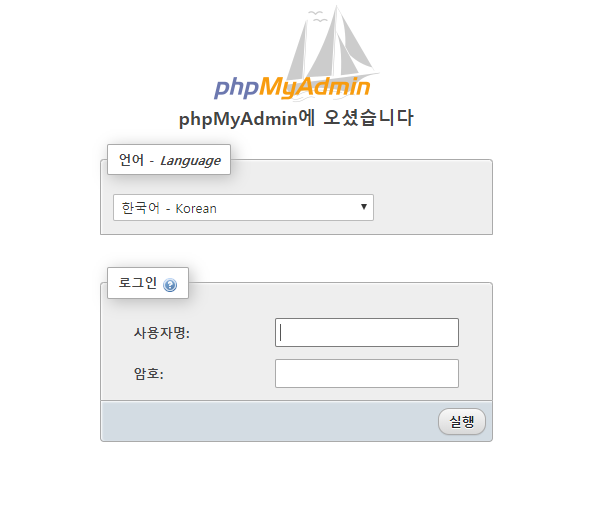 phpMyAdmin
phpMyAdmin에 오셨습니다
언어 - Language
한국어 - Korean
로그인
사용자명:
암호:
실행